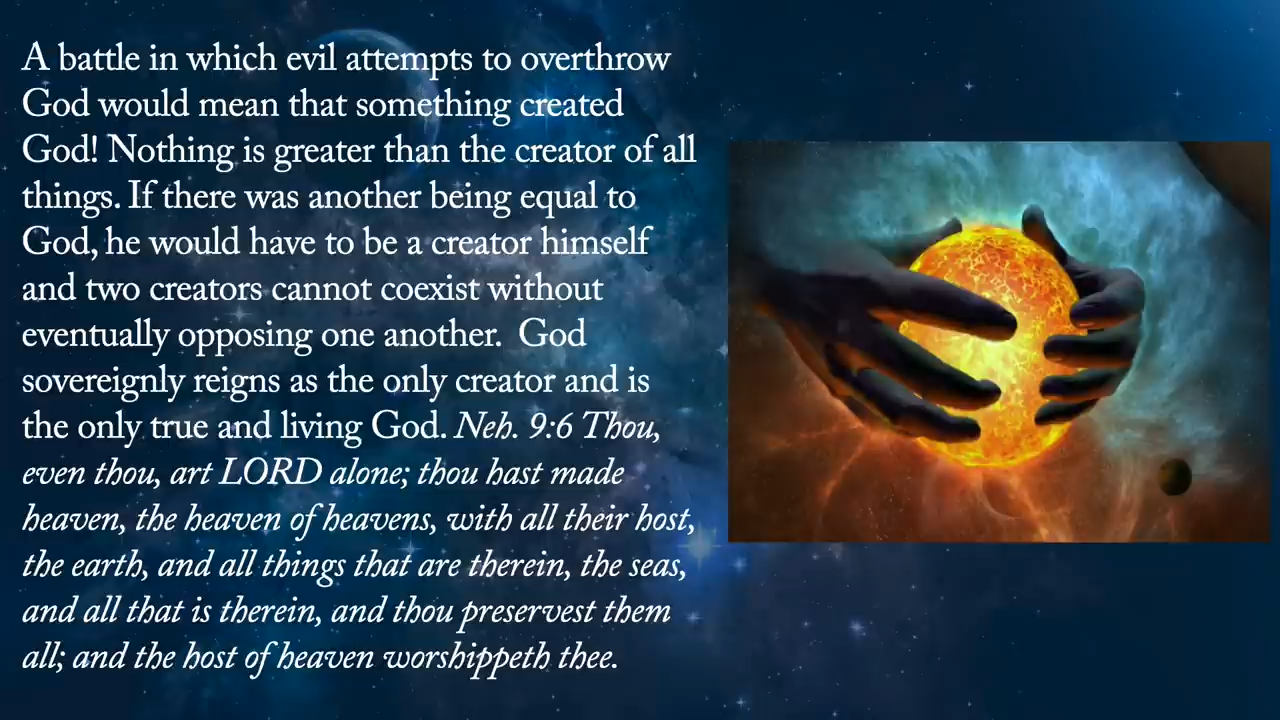 A battle in which evil attempts to overthrow
God would mean that something created
God! Nothing is greater than the creator of all
things. If there was another being equal to
God, he would have to be a creator himself
and two creators cannot coexist without
eventually opposing one another.  God
sovereignly reigns as the only creator and is
the only true and living God. Neh. 9:6 Thou,
even thou, art LORD alone; thou hast made
heaven, the heaven of heavens, with all their host,
the earth, and all things that are therein, the seas,
and all that is therein, and thou preservest them
all; and the host of heaven worshippeth thee.